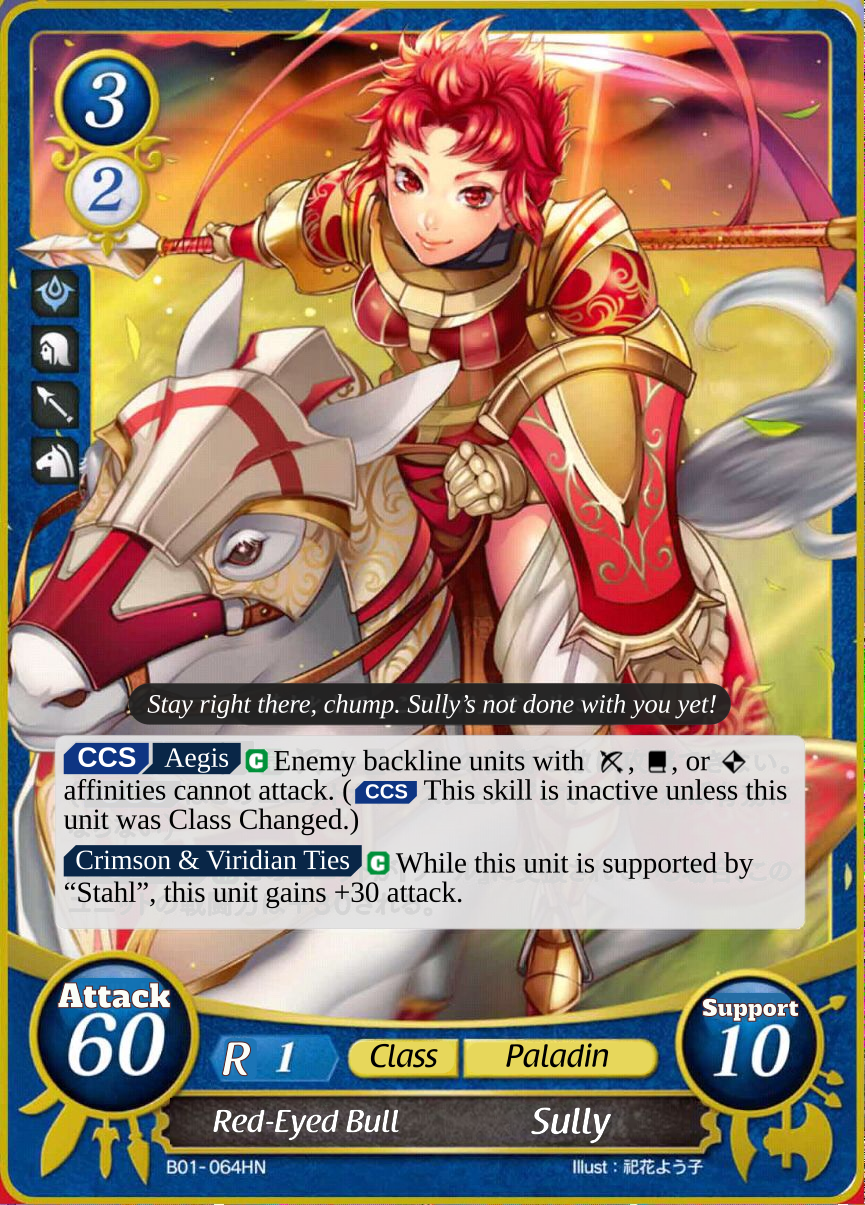 3
2
Stay right there, chump. Sully's not done with you yet!
CCS Aegis C Enemy backline units with , , or
affinities cannot attack. (CCS This skill is inactive unless this
unit was Class Changed.)
Crimson & Viridian Ties C While this unit is supported by
“Stahl”, this unit gains +30 attack.
Attack
60
R 1
Class Paladin
Support
10
Red-Eyed Bull Sully
B01-064HN Illust：祀花よう子